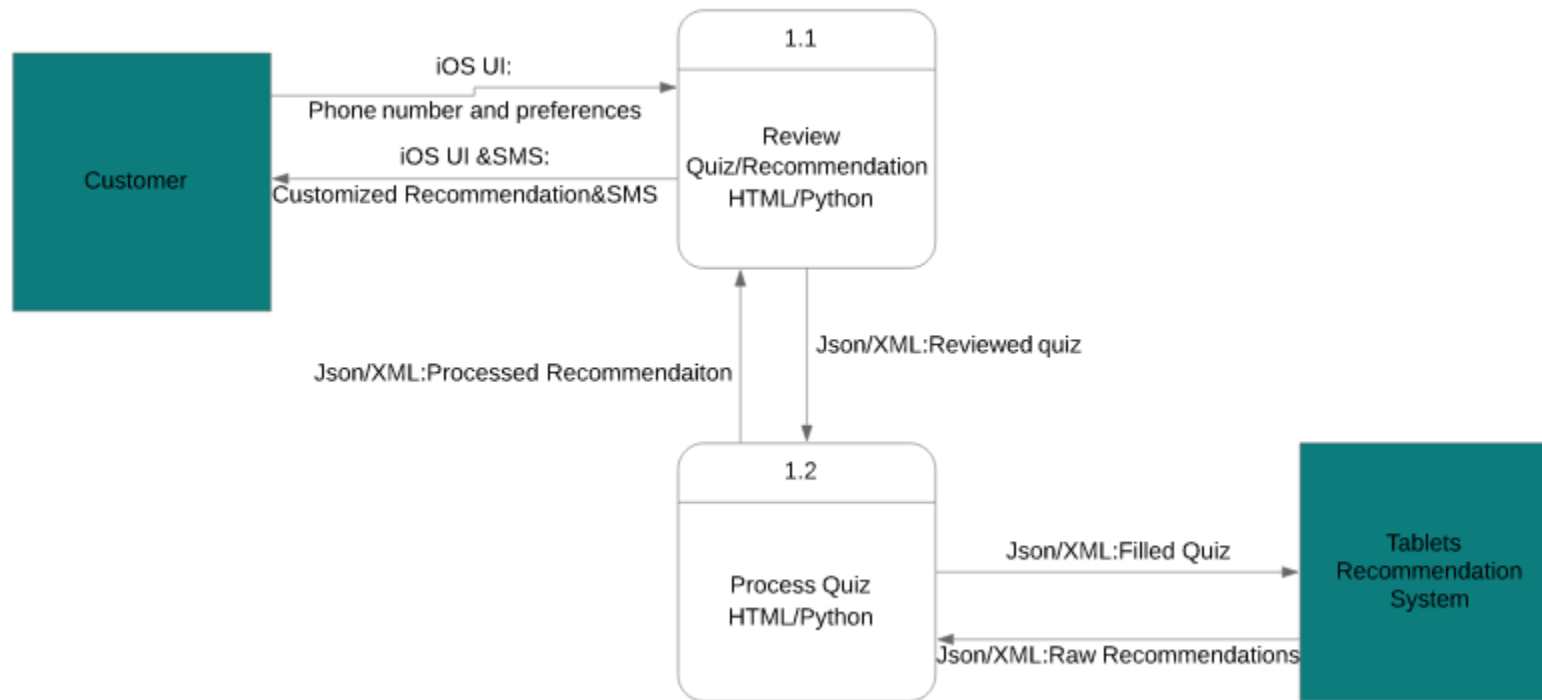 1.1
iOS UI:
Phone number and preferences
Review
Quiz/Recommendation
HTML/Python
iOS UI &SMS:
Customized Recommendation&SMS
Customer
Json/XML:Reviewed quiz
Json/XML:Processed Recommendaiton
1.2
Process Quiz
HTML/Python
Json/XML:Filled Quiz
Tablets
Recommendation
System
Json/XML:Raw Recommendations